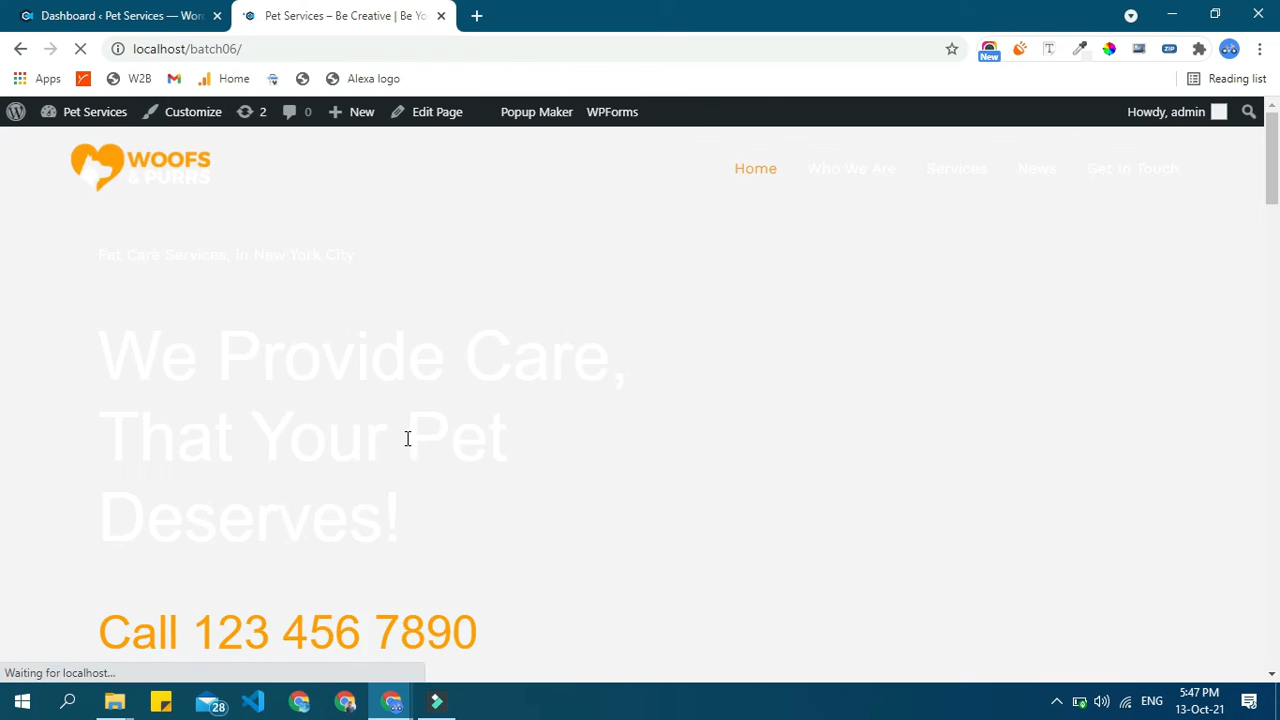 Dashboard ‹ Pet Services — Wor
Pet Services – Be Creative | Be Yo
localhost/batch06/
New
T
ZIP
Apps
W2B
Home
Alexa logo
Reading list
Pet Services
Customize
2
0
New
Edit Page
Popup Maker
WPForms
Howdy, admin
WOOFS
& PURRS
Home
Who We Are
Services
News
Get In Touch
Pet Care Services, in New York City
We Provide Care,
That Your Pet
Deserves!
Call 123 456 7890
Waiting for localhost...
28
ENG
5:47 PM
13-Oct-21